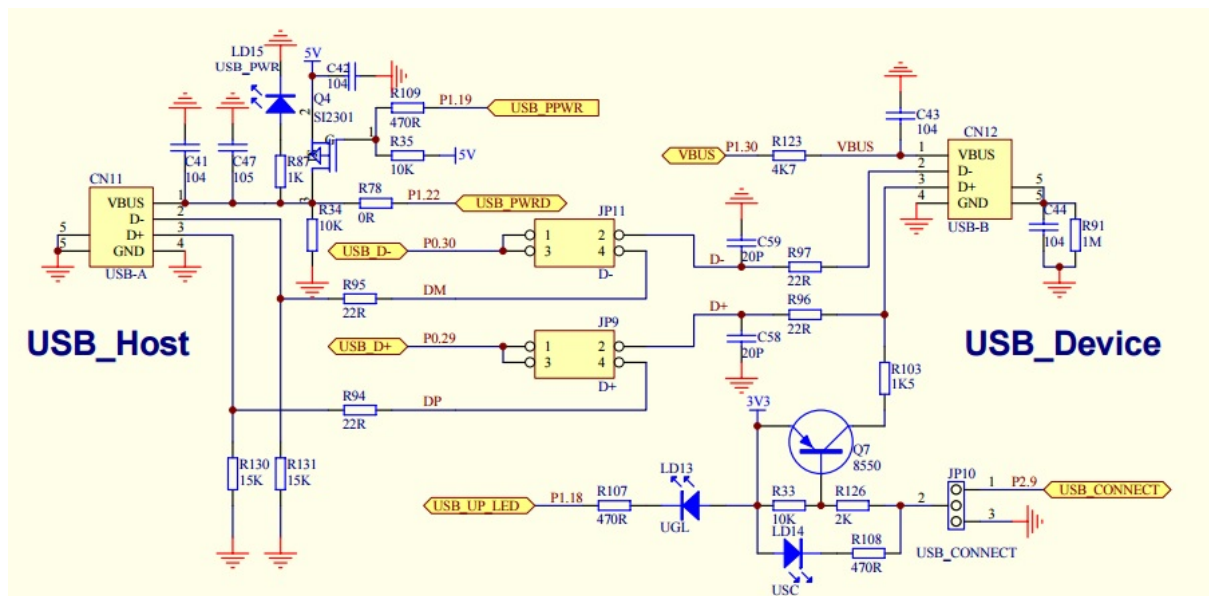 LD15
USB_PWR
5V
C42
104
Q4
SI2301
2
G
1
3
R109
470R
P1.19
USB_PPWR
R35
10K
5V
C41
104
C47
105
R87
1K
CN11
VBUS
D-
D+
GND
1
2
3
4
5
5
USB-A
R34
10K
R78
0R
P1.22
USB_PWRD
USB_D-
P0.30
JP11
1
2
3
4
D-
R95
22R
DM
USB_Host
USB_D+
P0.29
JP9
1
2
3
4
D+
R94
22R
DP
R130
15K
R131
15K
C43
104
VBUS
P1.30
R123
4K7
VBUS
CN12
VBUS
D-
D+
GND
1
2
3
4
5
5
USB-B
C44
104
R91
1M
C59
20P
D-
R97
22R
D+
R96
22R
C58
20P
USB_Device
R103
1K5
3V3
Q7
8550
USB_UP_LED
P1.18
R107
470R
LD13
UGL
R33
10K
R126
2K
LD14
USC
R108
470R
JP10
1
2
3
P2.9
USB_CONNECT
USB_CONNECT